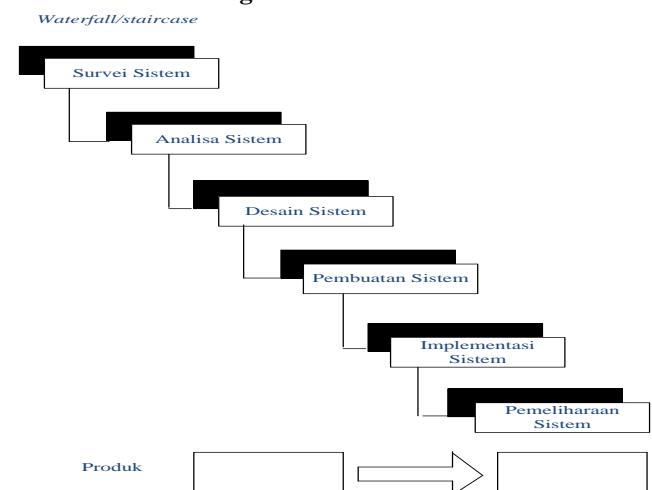 Waterfall/staircase
Survei Sistem
Analisa Sistem
Desain Sistem
Pembuatan Sistem
Implementasi
Sistem
Pemeliharaan
Sistem
Produk